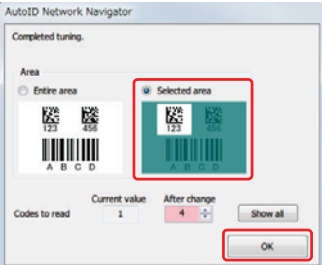 AutoID Network Navigator
Completed tuning.
Area
Entire area
Selected area
123 456
A B C D
123 456
A B C D
Current value After change
Codes to read 1 4 Show all
OK